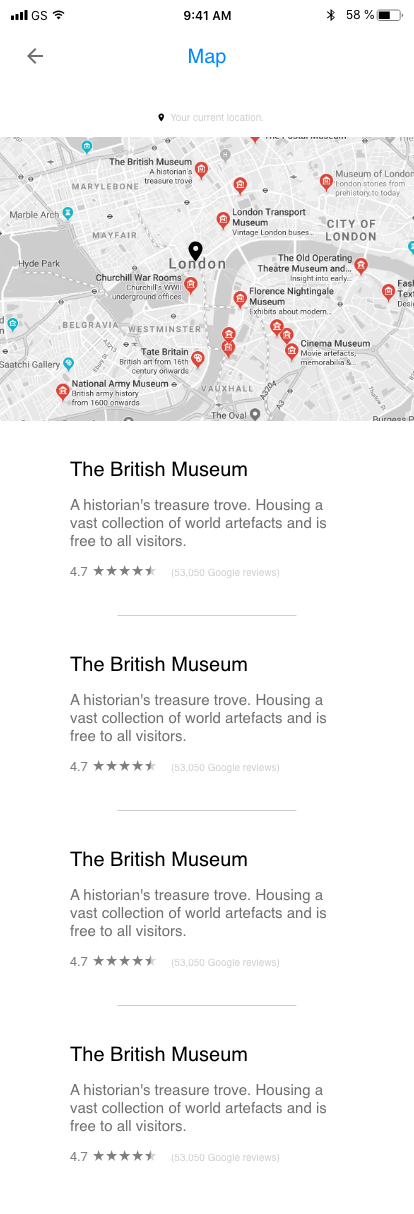 GS 9:41 AM 58 %
Map
Your current location.
The Postal Museum
The British Museum
A historian's
treasure trove
Museum of London
London stones from
prehistory to today
MARYLEBONE
Marble Arch
London Transport
Museum
Vintage London buses..
CITY OF
LONDON
MAYFAIR
Hyde Park
London
The Old Operating
Theatre Museum and...
Insight into early...
Churchill War Rooms
Churchill's WWII
underground offices
Florence Nightingale
Museum
Exhibits about modern..
Fash
Text
Desi
BELGRAVIA
WESTMINSTER
Cinema Museum
Movie artefacts,
memorabilia &
Tate Britain
British art from 16th
century onwards
Saatchi Gallery
National Army Museum
British army history
from 1600 onwards
VAUXHALL
A3204
A3
The Oval
Burgess P
The British Museum
A historian's treasure trove. Housing a
vast collection of world artefacts and is
free to all visitors.
4.7 ★★★★★ (53,050 Google reviews)
The British Museum
A historian's treasure trove. Housing a
vast collection of world artefacts and is
free to all visitors.
4.7 ★★★★★ (53,050 Google reviews)
The British Museum
A historian's treasure trove. Housing a
vast collection of world artefacts and is
free to all visitors.
4.7 ★★★★★ (53,050 Google reviews)
The British Museum
A historian's treasure trove. Housing a
vast collection of world artefacts and is
free to all visitors.
4.7 ★★★★★ (53,050 Google reviews)